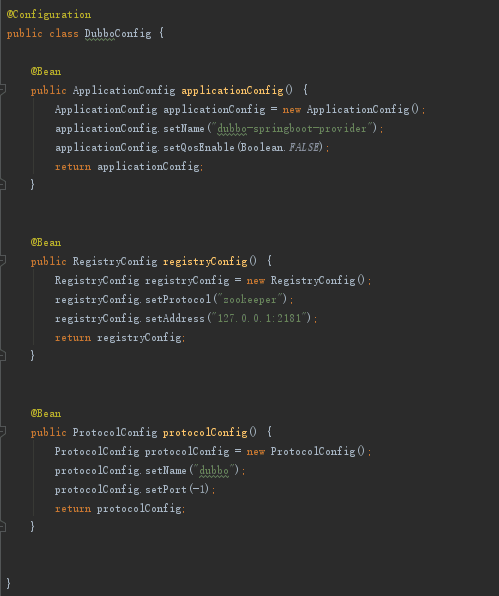 @Configuration
public class DubboConfig {
@Bean
public ApplicationConfig applicationConfig() {
ApplicationConfig applicationConfig = new ApplicationConfig();
applicationConfig.setName("dubbo-springboot-provider");
applicationConfig.setQosEnable(Boolean.FALSE);
return applicationConfig;
}
@Bean
public RegistryConfig registryConfig() {
RegistryConfig registryConfig = new RegistryConfig();
registryConfig.setProtocol("zookeeper");
registryConfig.setAddress("127.0.0.1:2181");
return registryConfig;
}
@Bean
public ProtocolConfig protocolConfig() {
ProtocolConfig protocolConfig = new ProtocolConfig();
protocolConfig.setName("dubbo");
protocolConfig.setPort(-1);
return protocolConfig;
}
}